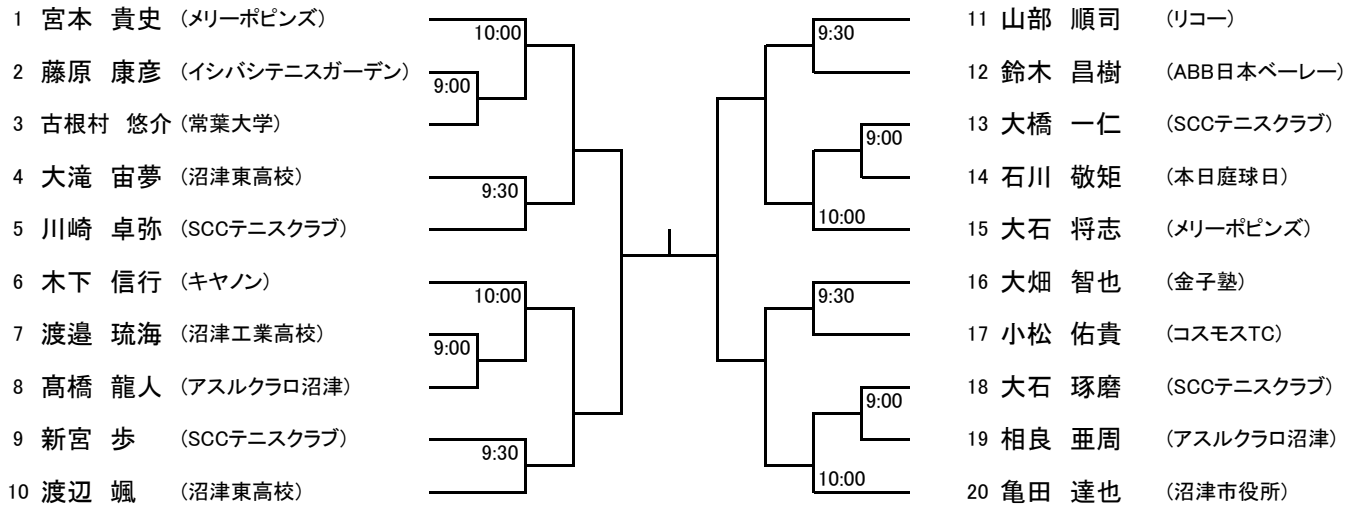 1 宮本 貴史 (メリーポピンズ)
10:00
2 藤原 康彦 (イシバシテニスガーデン)
9:00
3 古根村 悠介 (常葉大学)
4 大滝 宙夢 (沼津東高校)
9:30
5 川崎 卓弥 (SCCテニスクラブ)
6 木下 信行 (キヤノン)
10:00
7 渡邉 琉海 (沼津工業高校)
9:00
8 髙橋 龍人 (アスルクラロ沼津)
9 新宮 歩 (SCCテニスクラブ)
9:30
10 渡辺 颯 (沼津東高校)
11 山部 順司 (リコー)
9:30
12 鈴木 昌樹 (ABB日本ベーレー)
13 大橋 一仁 (SCCテニスクラブ)
9:00
14 石川 敬矩 (本日庭球日)
10:00
15 大石 将志 (メリーポピンズ)
16 大畑 智也 (金子塾)
9:30
17 小松 佑貴 (コスモスTC)
18 大石 琢磨 (SCCテニスクラブ)
9:00
19 相良 亜周 (アスルクラロ沼津)
10:00
20 亀田 達也 (沼津市役所)